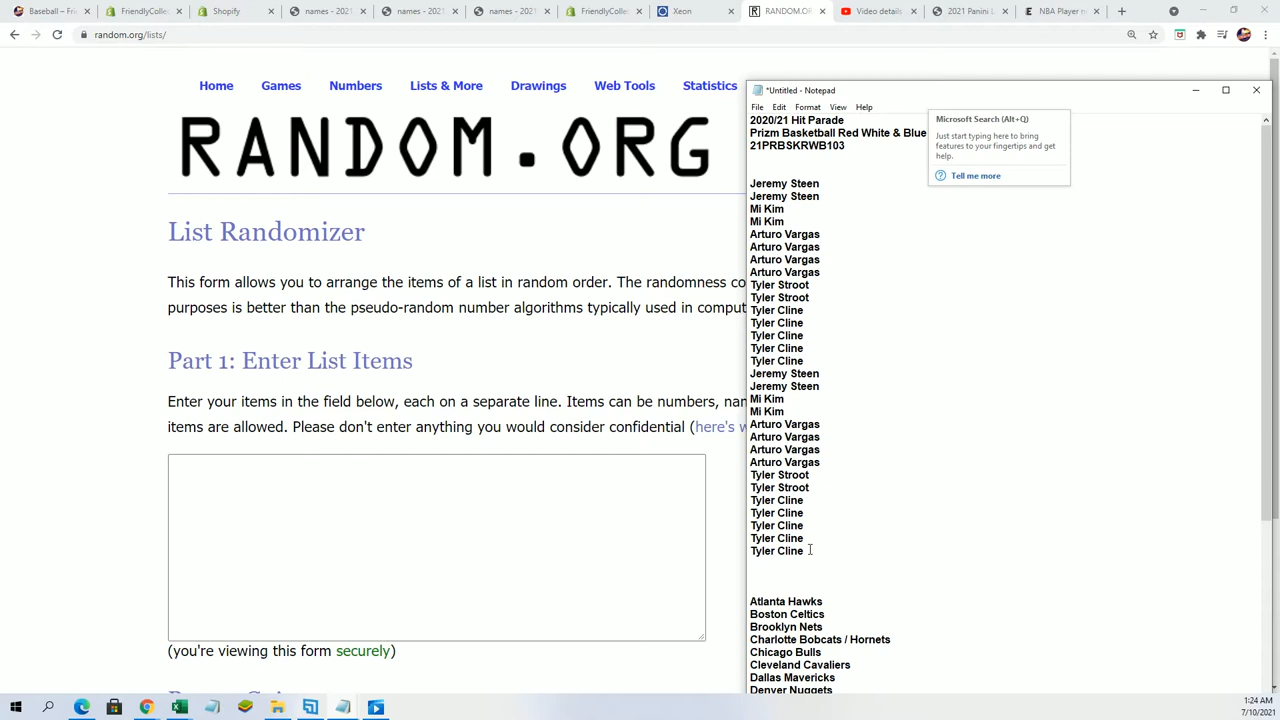 Baseball - Fri
FriendlyCollec
Shopify
names - 2021
names - 2021
names - 2021
FriendlyCollec
Xeon
RANDOM.OR
Video details
2021 Panini L
NBA Player n
random.org/lists/
Home Games Numbers Lists & More Drawings Web Tools Statistics
RANDOM.ORG
List Randomizer
This form allows you to arrange the items of a list in random order. The randomness co
purposes is better than the pseudo-random number algorithms typically used in comput
Part 1: Enter List Items
Enter your items in the field below, each on a separate line. Items can be numbers, nam
items are allowed. Please don't enter anything you would consider confidential (here's w
(you're viewing this form securely)
*Untitled - Notepad
File Edit Format View Help
2020/21 Hit Parade
Prizm Basketball Red White & Blue
21PRBSKRWB103
Jeremy Steen
Jeremy Steen
Mi Kim
Mi Kim
Arturo Vargas
Arturo Vargas
Arturo Vargas
Arturo Vargas
Tyler Stroot
Tyler Stroot
Tyler Cline
Tyler Cline
Tyler Cline
Tyler Cline
Tyler Cline
Jeremy Steen
Jeremy Steen
Mi Kim
Mi Kim
Arturo Vargas
Arturo Vargas
Arturo Vargas
Arturo Vargas
Tyler Stroot
Tyler Stroot
Tyler Cline
Tyler Cline
Tyler Cline
Tyler Cline
Tyler Cline
Atlanta Hawks
Boston Celtics
Brooklyn Nets
Charlotte Bobcats / Hornets
Chicago Bulls
Cleveland Cavaliers
Dallas Mavericks
Denver Nuggets
Microsoft Search (Alt+Q)
Just start typing here to bring
features to your fingertips and get
help.
Tell me more
1:24 AM
7/10/2021